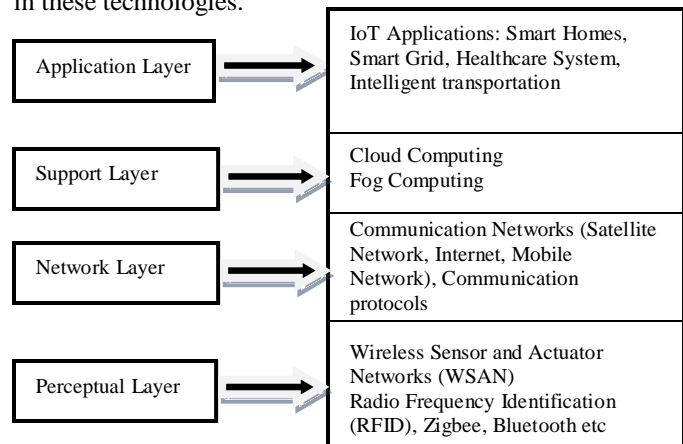 in these technologies.
Application Layer
IoT Applications: Smart Homes,
Smart Grid, Healthcare System,
Intelligent transportation
Support Layer
Cloud Computing
Fog Computing
Network Layer
Communication Networks (Satellite
Network, Internet, Mobile
Network), Communication
protocols
Perceptual Layer
Wireless Sensor and Actuator
Networks (WSAN)
Radio Frequency Identification
(RFID), Zigbee, Bluetooth etc